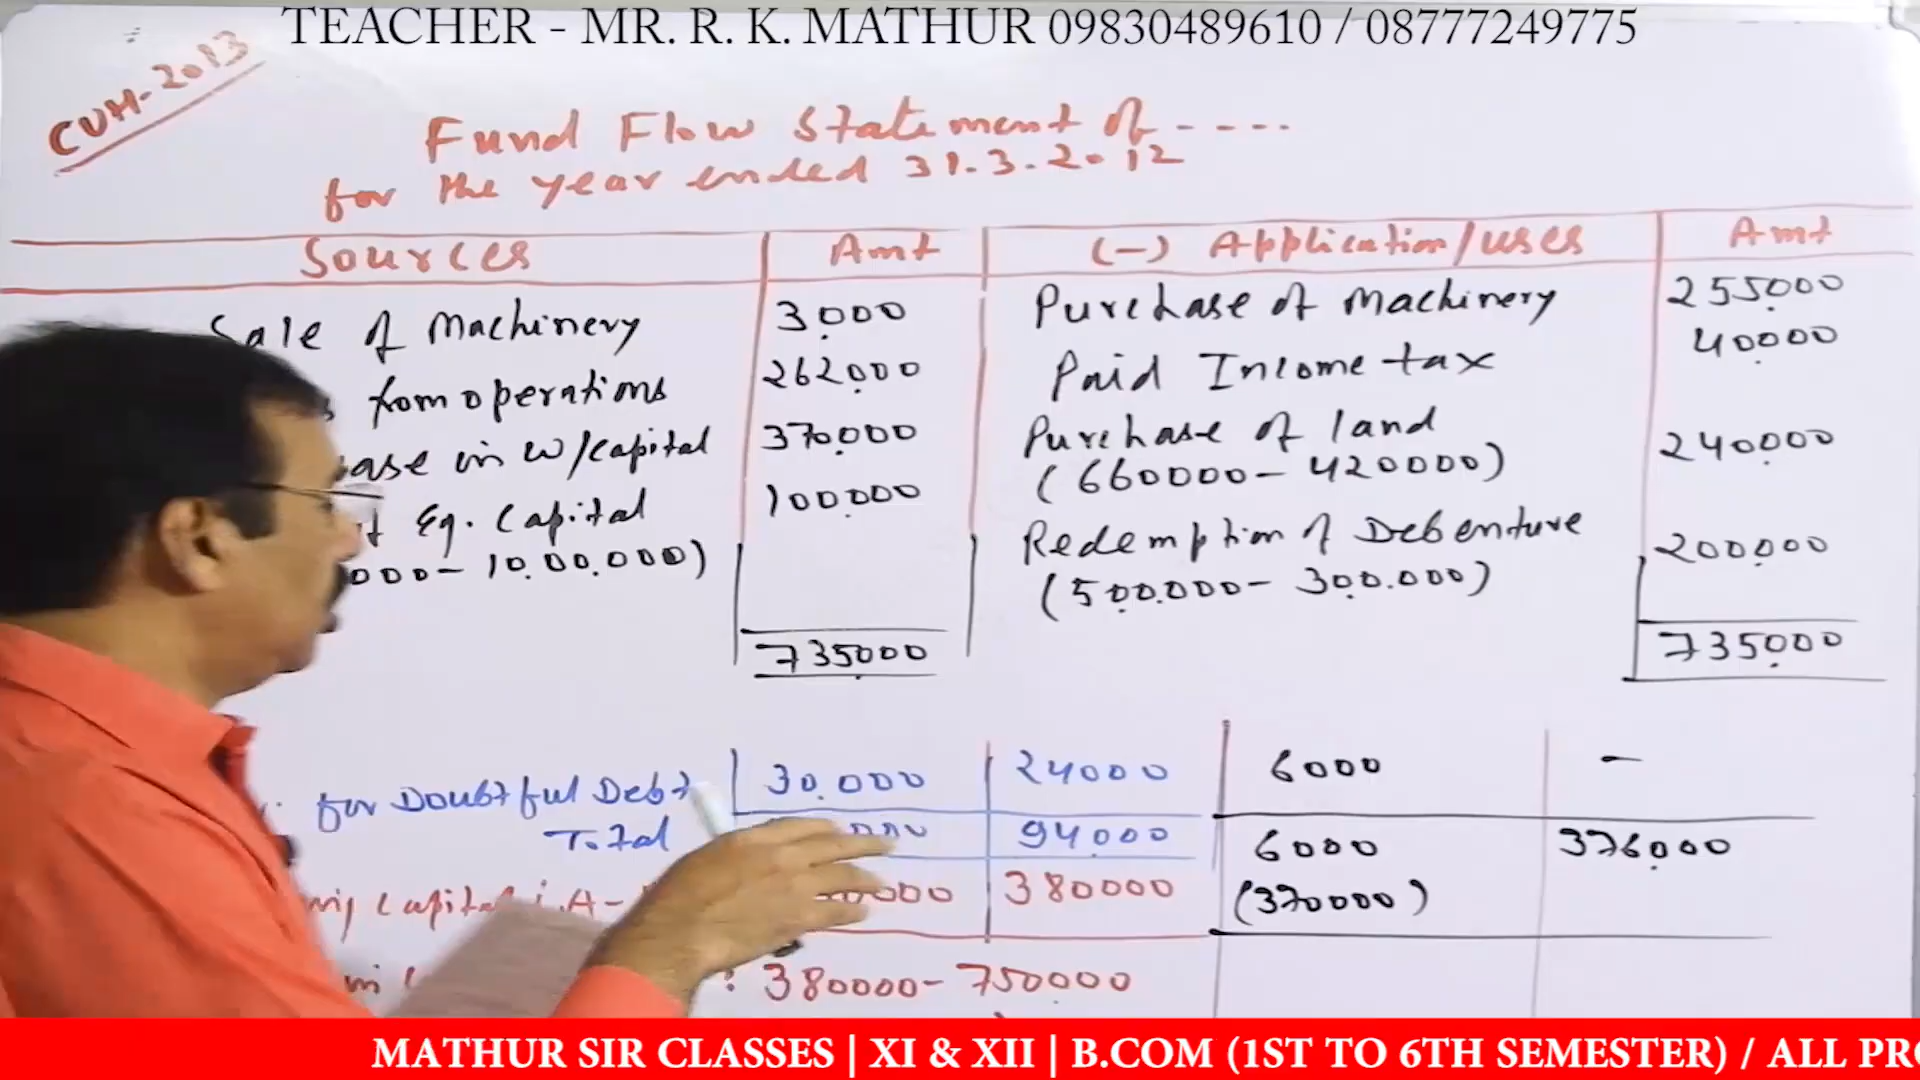 TEACHER - MR. R. K. MATHUR 09830489610 / 08777249775
CUH-2013
Fund Flow Statement of ----
for the year ended 31.3.2012
Sources Amt (-) Application/uses Amt
Sale of Machinery 3000 Purchase of Machinery 255000
from operations 262000 Paid Income tax 40000
in w/capital 370000 Purchase of land 240000
(660000- 420000)
Eq. Capital 100000 Redemption of Debenture 200000
000- 10,00,000) (500,000- 300,000)
735000 735000
for Doubtful Debt 30,000 24000 6000 -
Total 94000 6000 376000
Capital 380000 (370000)
380000- 750000
MATHUR SIR CLASSES | XI & XII | B.COM (1ST TO 6TH SEMESTER) / ALL